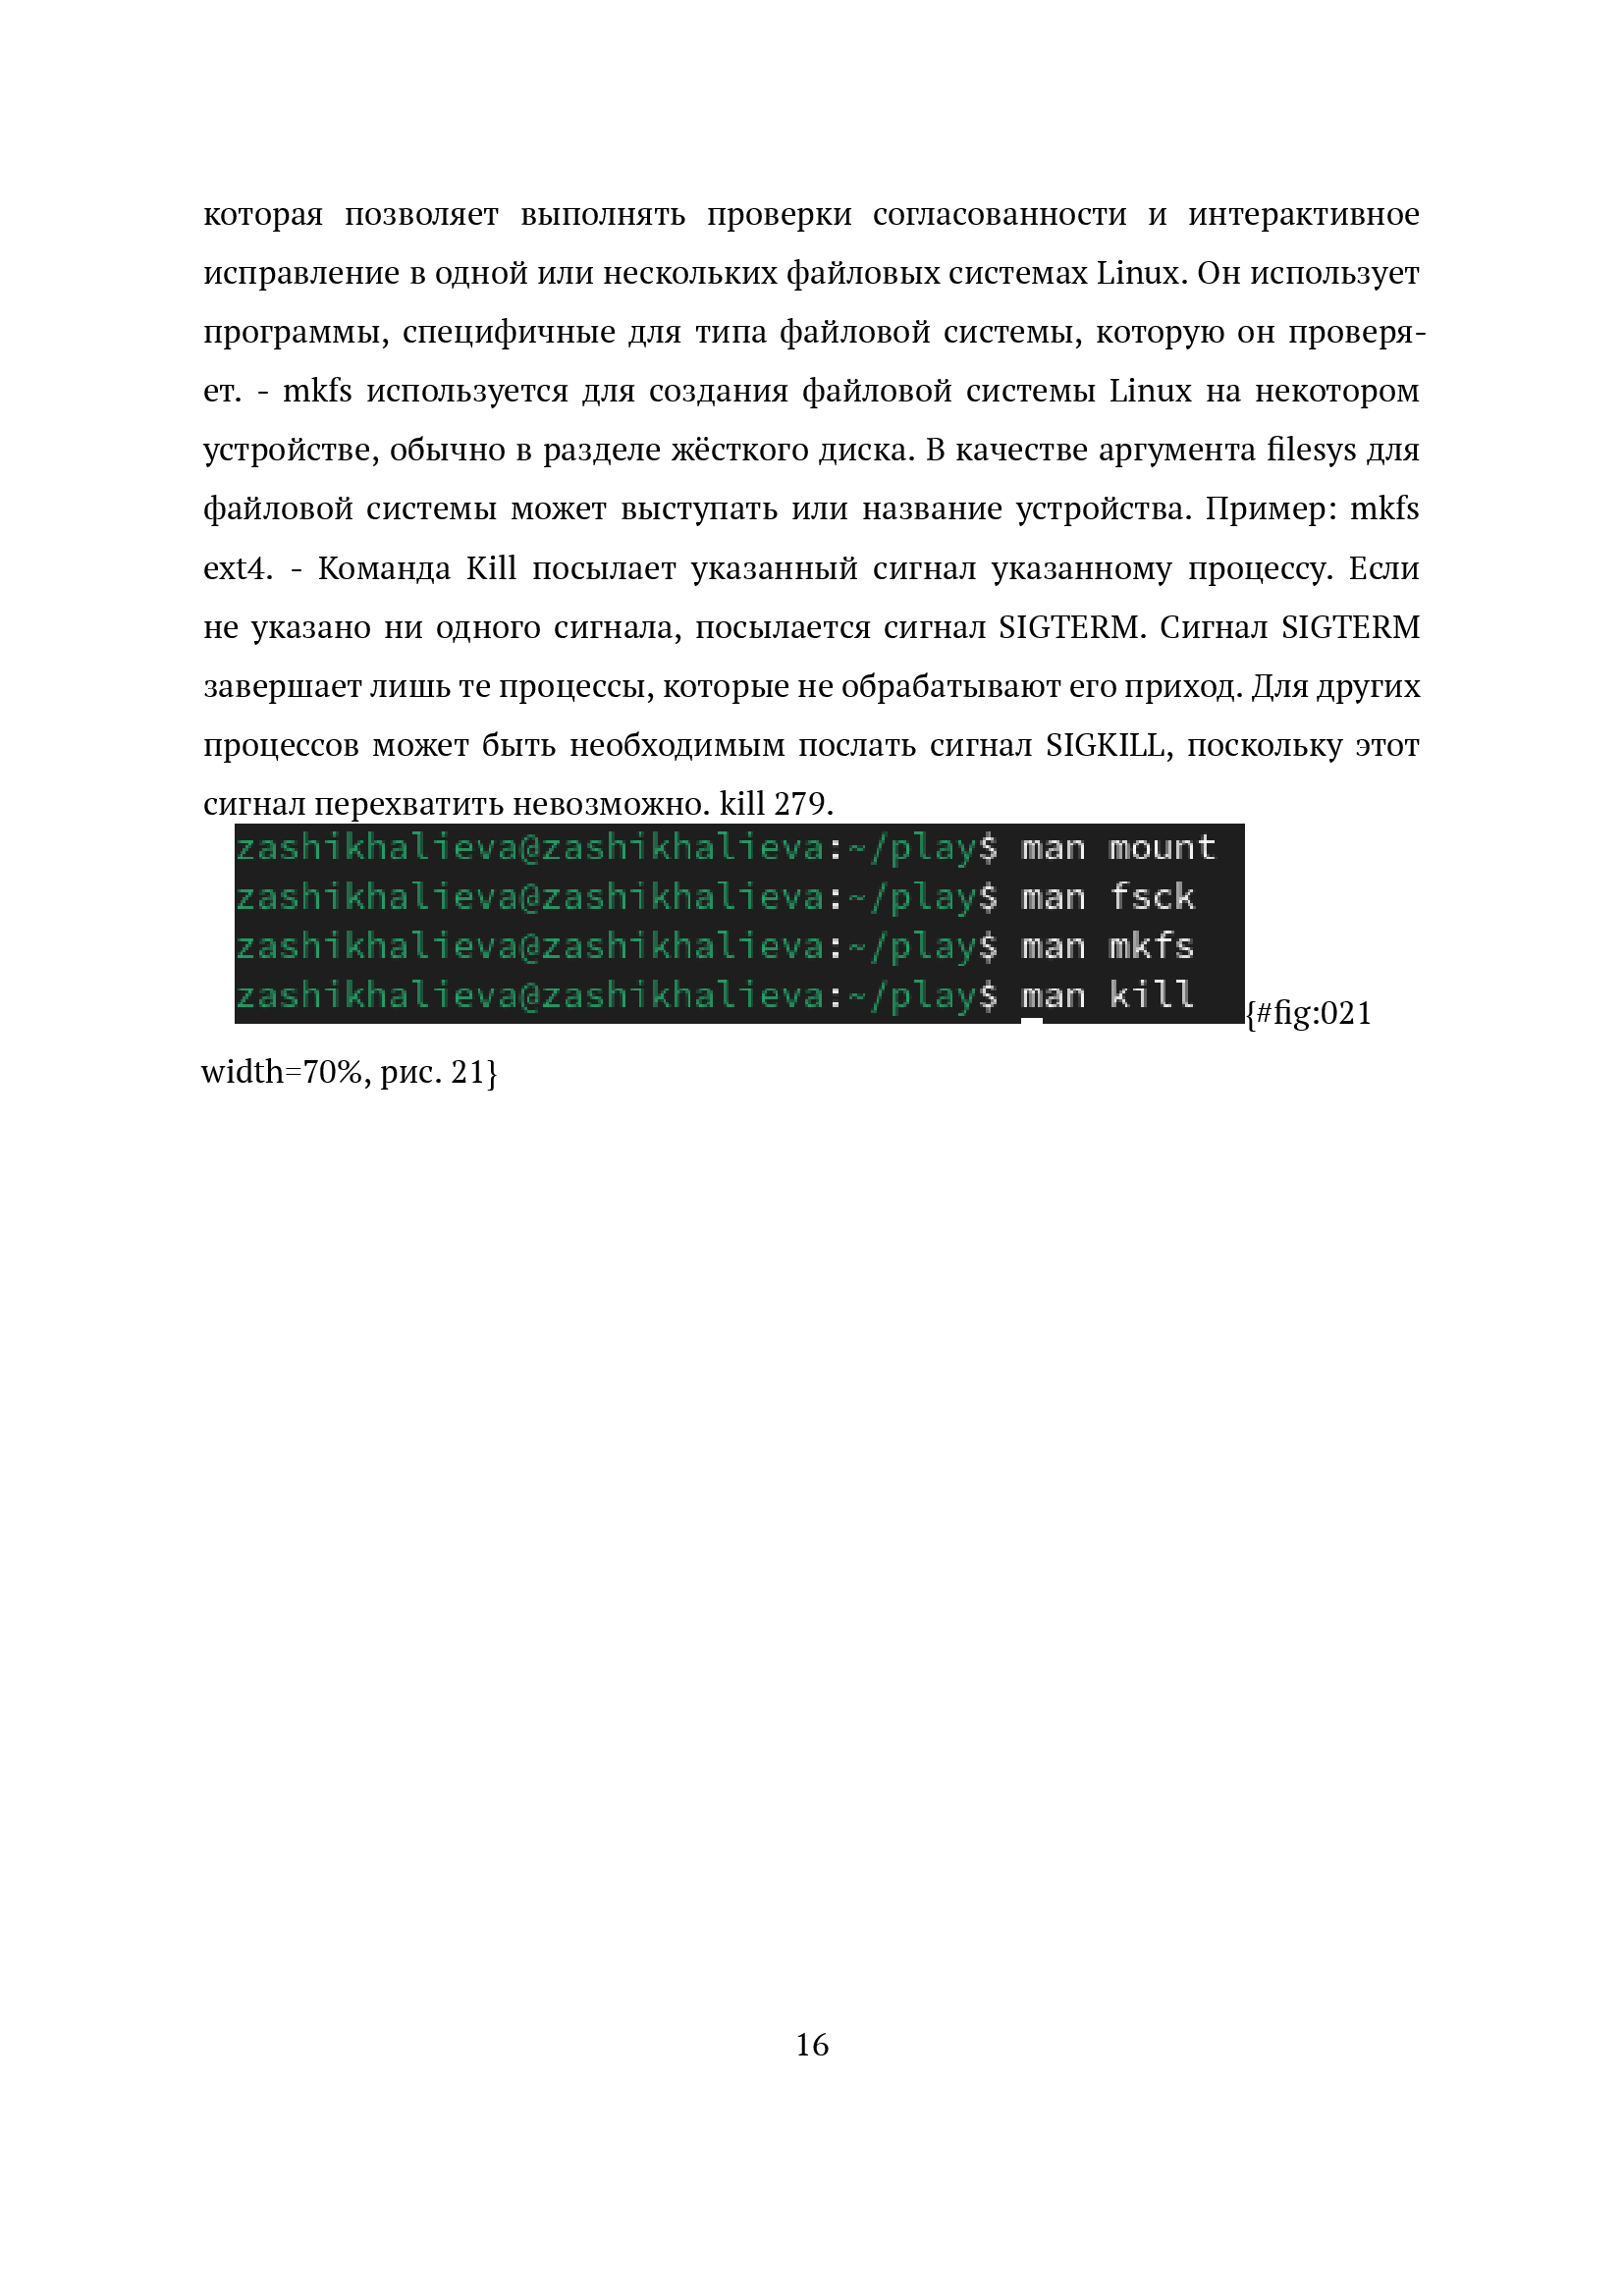 которая позволяет выполнять проверки согласованности и интерактивное
исправление в одной или нескольких файловых системах Linux. Он использует
программы, специфичные для типа файловой системы, которую он проверя-
ет. - mkfs используется для создания файловой системы Linux на некотором
устройстве, обычно в разделе жёсткого диска. В качестве аргумента filesys для
файловой системы может выступать или название устройства. Пример: mkfs
ext4. - Команда Kill посылает указанный сигнал указанному процессу. Если
не указано ни одного сигнала, посылается сигнал SIGTERM. Сигнал SIGTERM
завершает лишь те процессы, которые не обрабатывают его приход. Для других
процессов может быть необходимым послать сигнал SIGKILL, поскольку этот
сигнал перехватить невозможно. kill 279.
zashikhalieva@zashikhalieva:~/play$ man mount
zashikhalieva@zashikhalieva:~/play$ man fsck
zashikhalieva@zashikhalieva:~/play$ man mkfs
zashikhalieva@zashikhalieva:~/play$ man kill
{#fig:021
width=70%, рис. 21}
16